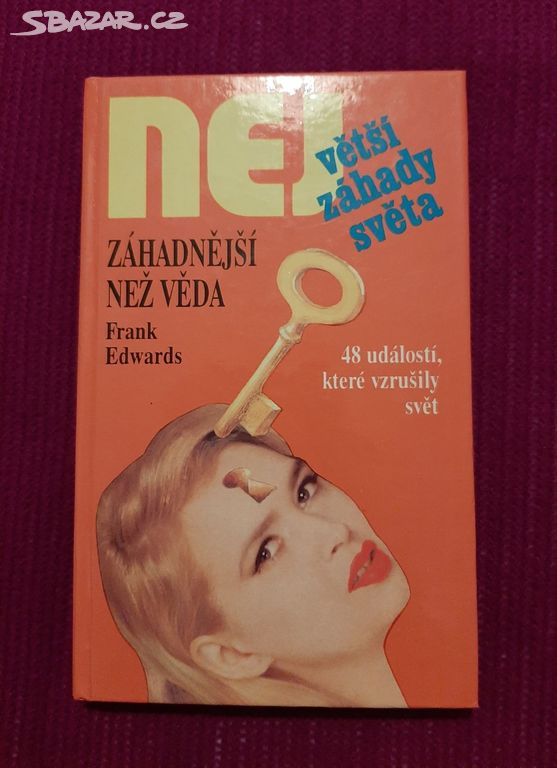 SBAZAR.CZ
NEJ
větší
záhady
světa
ZÁHADNĚJŠÍ
NEŽ VĚDA
Frank
Edwards
48 událostí,
které vzrušily
svět